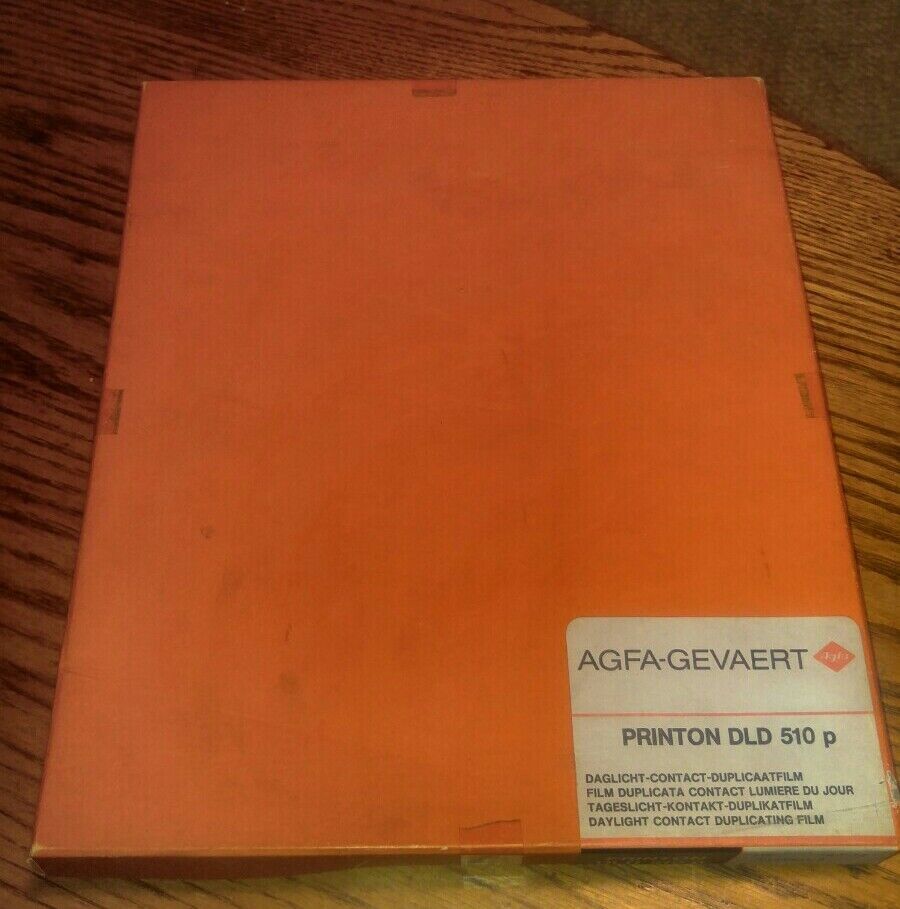 AGFA-GEVAERT Agfa
PRINTON DLD 510 p
DAGLICHT-CONTACT-DUPLICAATFILM
FILM DUPLICATA CONTACT LUMIERE DU JOUR
TAGESLICHT-KONTAKT-DUPLIKATFILM
DAYLIGHT CONTACT DUPLICATING FILM